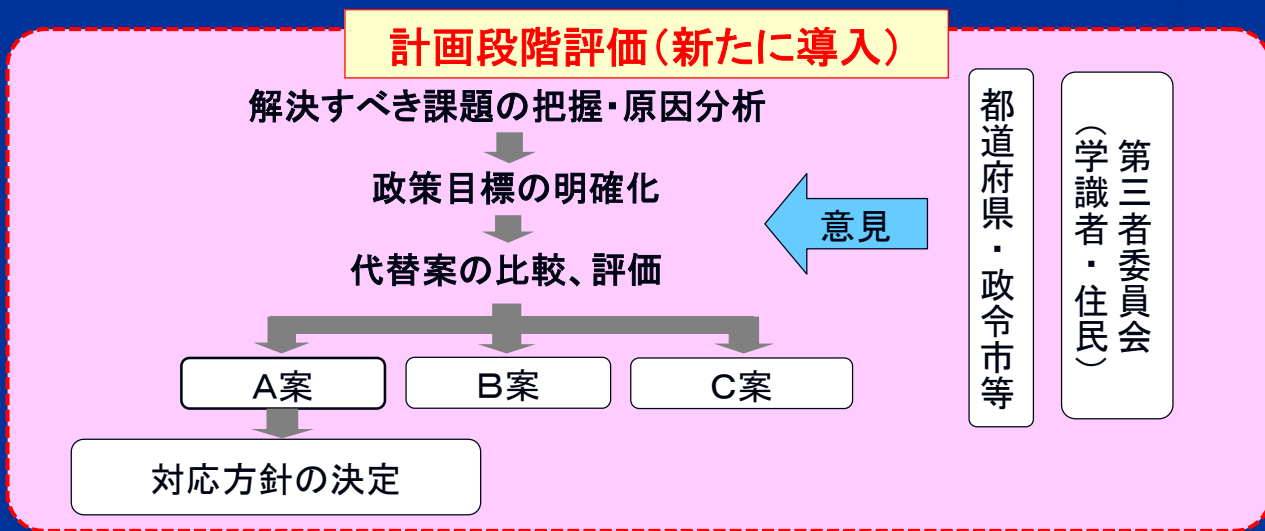 計画段階評価（新たに導入）
解決すべき課題の把握・原因分析
政策目標の明確化
代替案の比較、評価
A案
B案
C案
対応方針の決定
意見
都道府県・政令市等
第三者委員会
（学識者・住民）